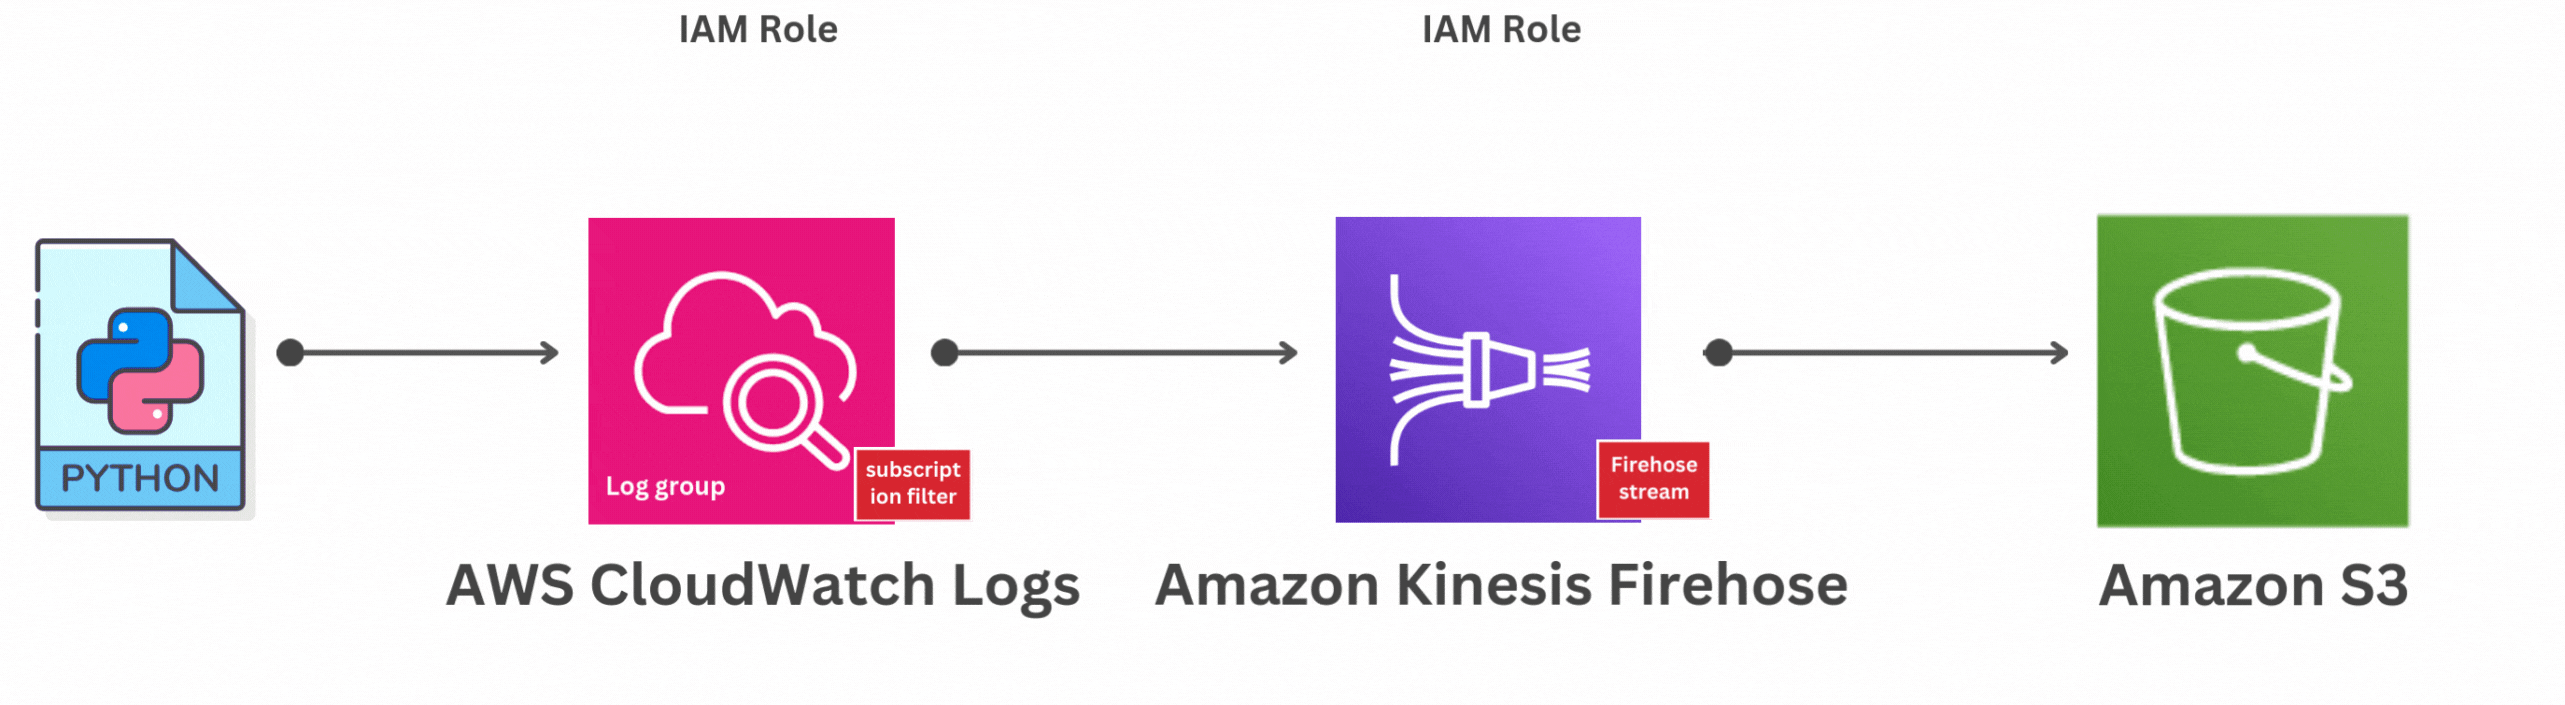 IAM Role
IAM Role
PYTHON
Log group
subscript
ion filter
Firehose
stream
AWS CloudWatch Logs
Amazon Kinesis Firehose
Amazon S3